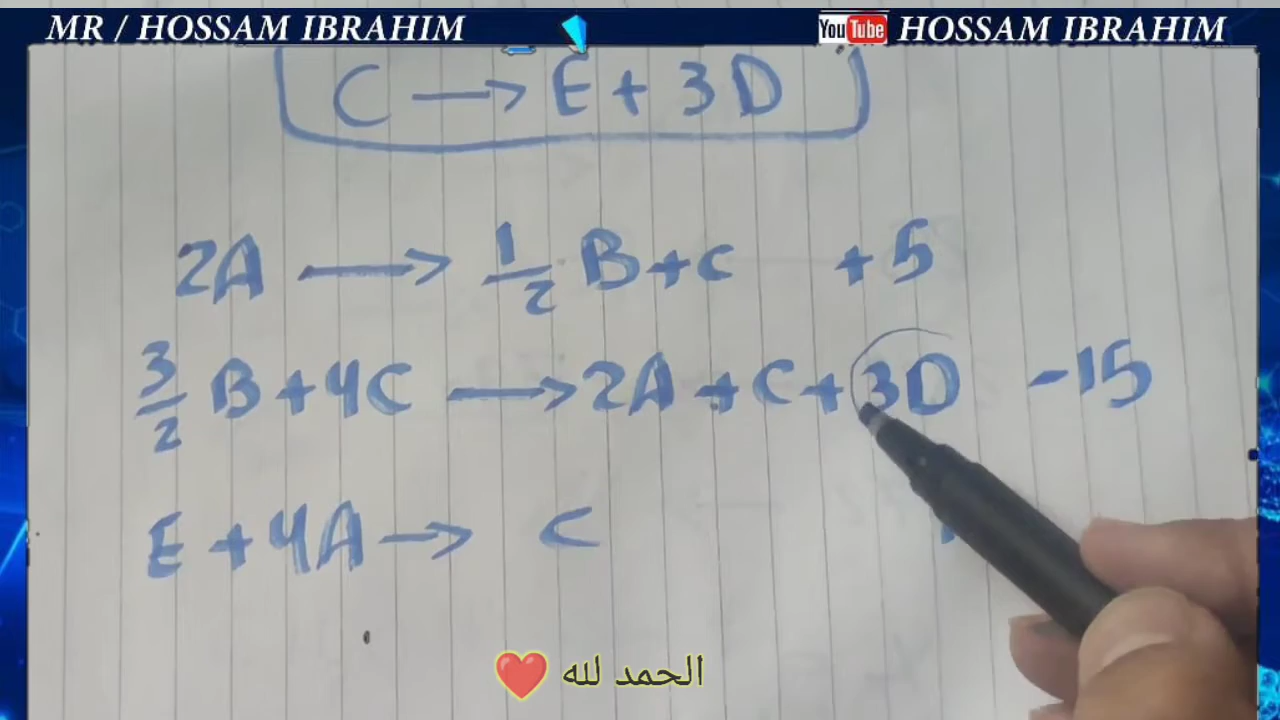 MR / HOSSAM IBRAHIM
YouTube HOSSAM IBRAHIM
C → E + 3D
2A → 1/2 B + C + 5
3/2 B + 4C → 2A + C + 3D - 15
E + 4A → C
الحمد لله ❤️